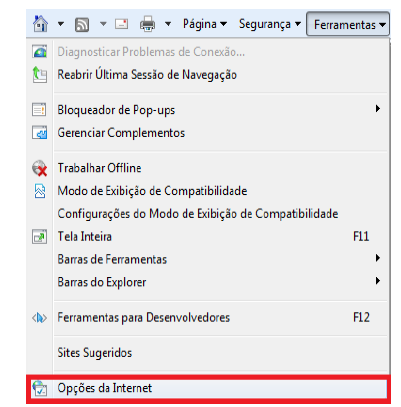 Página Segurança Ferramentas
Diagnosticar Problemas de Conexão...
Reabrir Última Sessão de Navegação
Bloqueador de Pop-ups
Gerenciar Complementos
Trabalhar Offline
Modo de Exibição de Compatibilidade
Configurações do Modo de Exibição de Compatibilidade
Tela Inteira F11
Barras de Ferramentas
Barras do Explorer
Ferramentas para Desenvolvedores F12
Sites Sugeridos
Opções da Internet